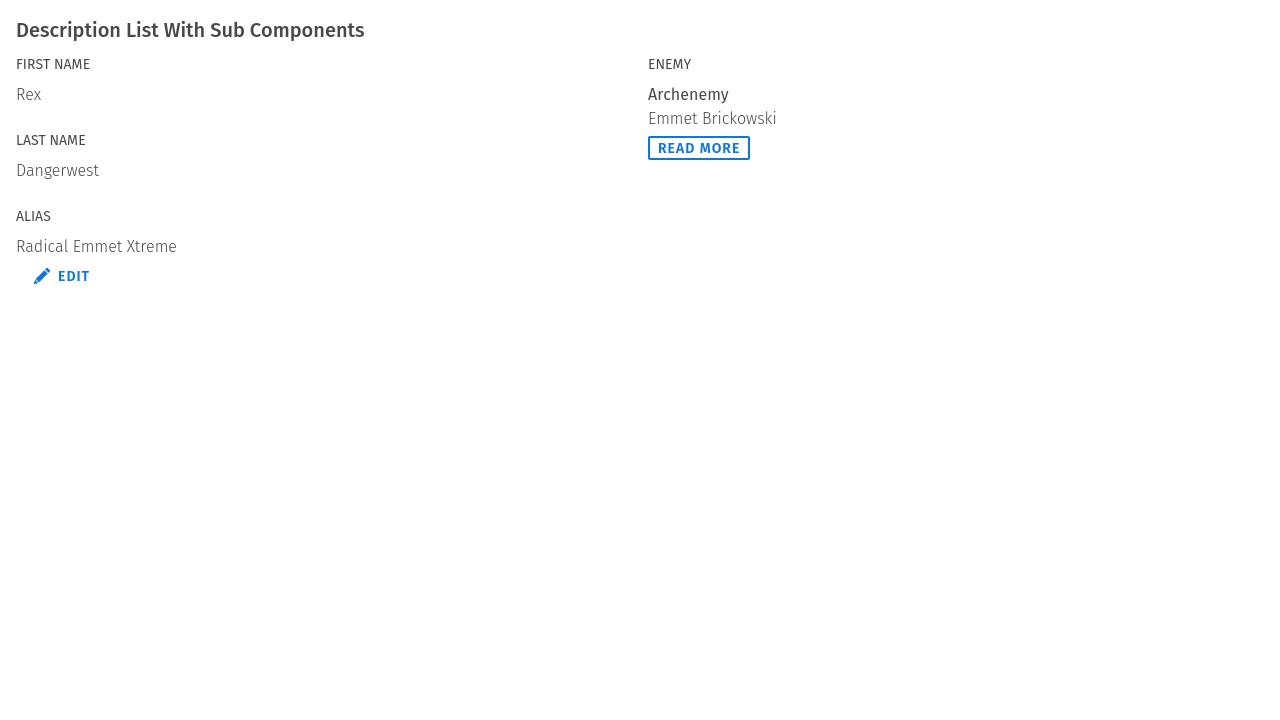 Description List With Sub Components
FIRST NAME
Rex
LAST NAME
Dangerwest
ALIAS
Radical Emmet Xtreme
EDIT
ENEMY
Archenemy
Emmet Brickowski
READ MORE